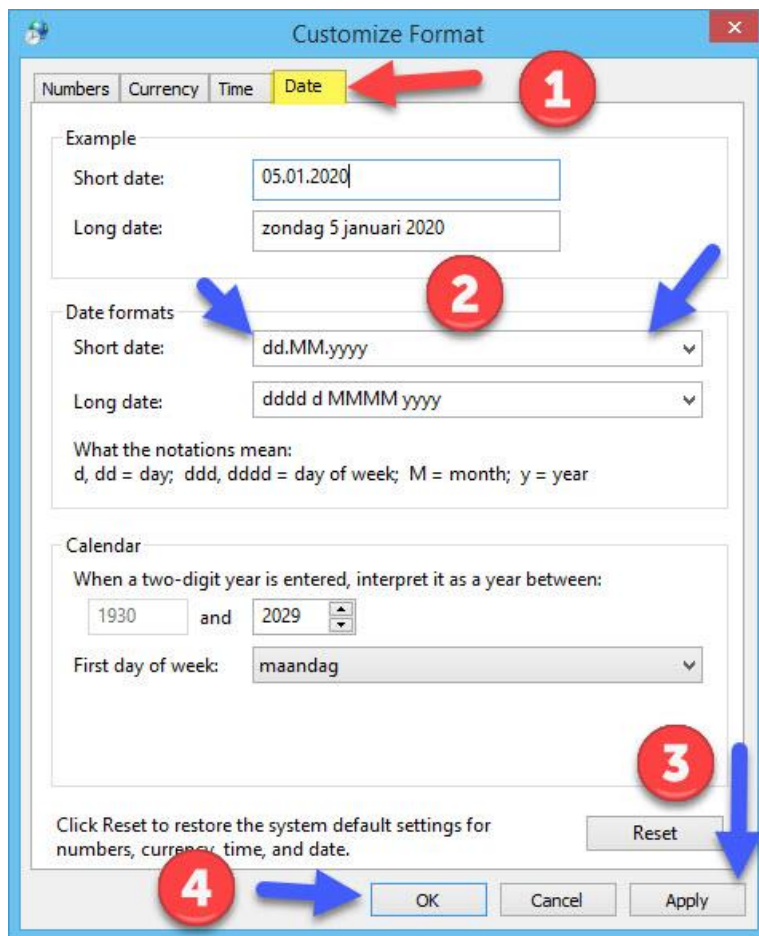 Customize Format
Numbers Currency Time Date
1
Example
Short date: 05.01.2020
Long date: zondag 5 januari 2020
2
Date formats
Short date: dd.MM.yyyy
Long date: dddd d MMMM yyyy
What the notations mean:
d, dd = day; ddd, dddd = day of week; M = month; y = year
Calendar
When a two-digit year is entered, interpret it as a year between:
1930 and 2029
First day of week: maandag
3
Click Reset to restore the system default settings for
numbers, currency, time, and date.
Reset
4
OK Cancel Apply